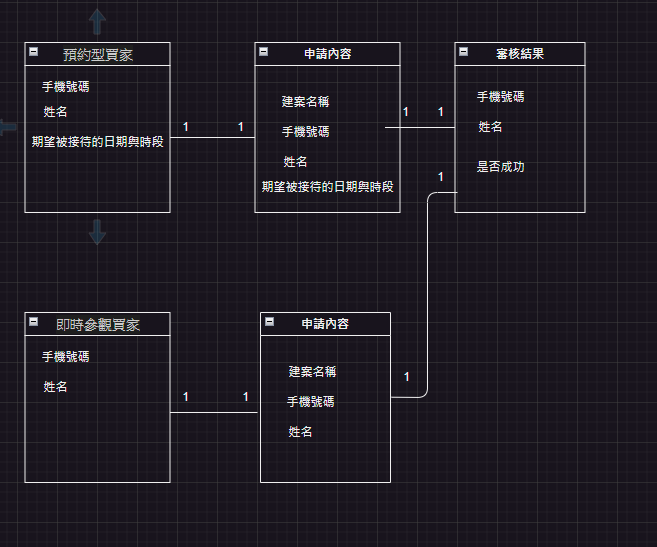 預約型買家
手機號碼
姓名
期望被接待的日期與時段
1
1
申請內容
建案名稱
手機號碼
姓名
期望被接待的日期與時段
1
1
審核結果
手機號碼
姓名
是否成功
1
即時參觀買家
手機號碼
姓名
1
1
申請內容
建案名稱
手機號碼
姓名
1